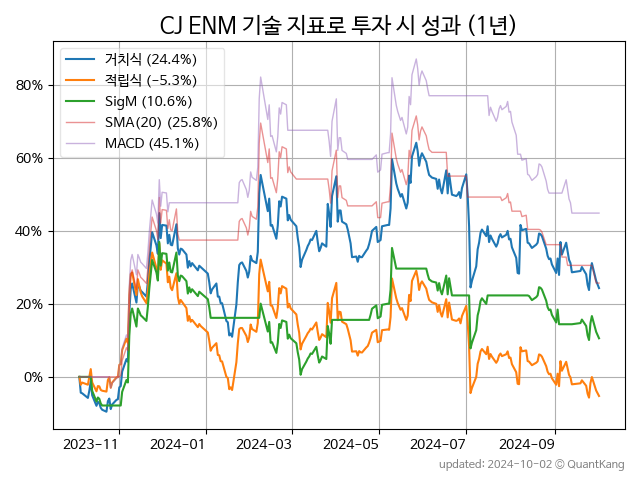 CJ ENM 기술 지표로 투자 시 성과 (1년)
거치식 (24.4%)
적립식 (−5.3%)
SigM (10.6%)
SMA(20) (25.8%)
MACD (45.1%)
80%
60%
40%
20%
0%
2023-11 2024-01 2024-03 2024-05 2024-07 2024-09
updated: 2024-10-02 © QuantKang